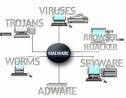 VIRUSES
TROJANS
BROWSER
HIJACKER
MALWARE
WORMS
SPYWARE
ADWARE